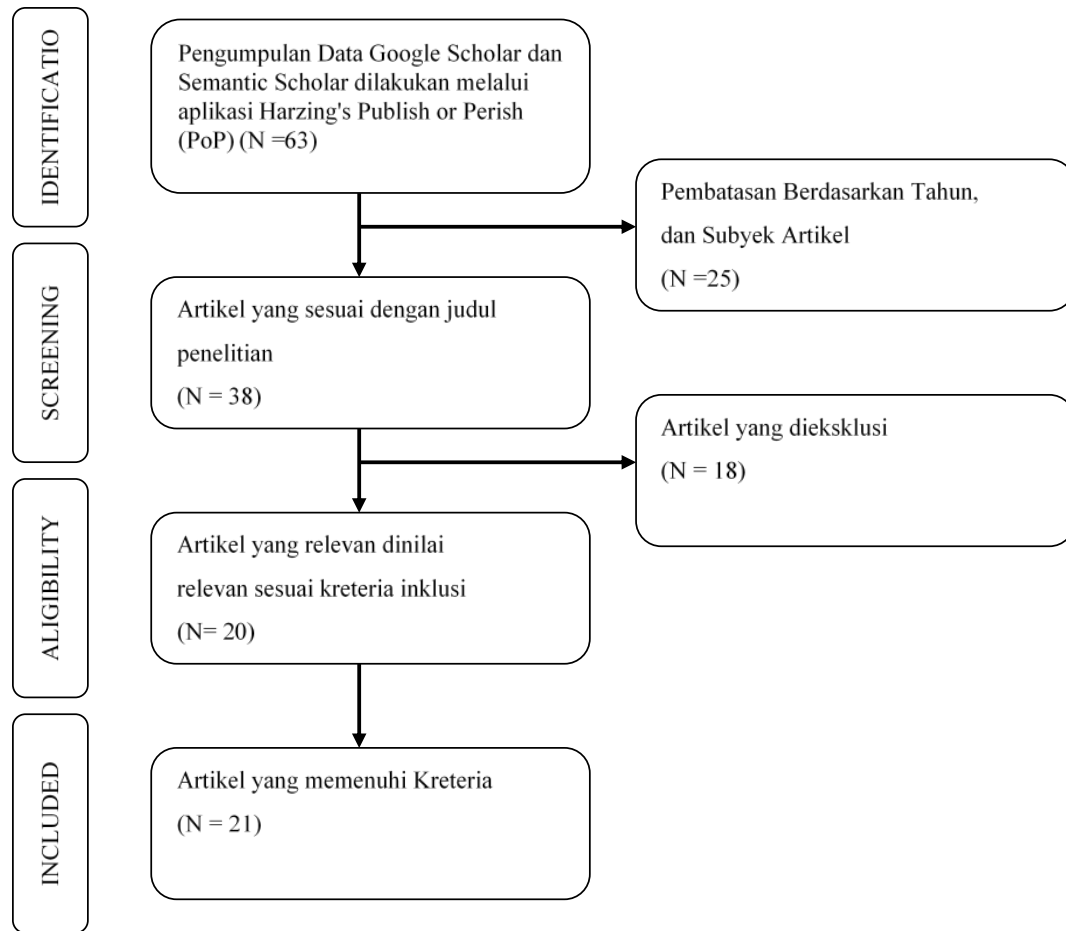 IDENTIFICATIO
Pengumpulan Data Google Scholar dan
Semantic Scholar dilakukan melalui
aplikasi Harzing's Publish or Perish
(PoP) (N =63)
Pembatasan Berdasarkan Tahun,
dan Subyek Artikel
(N =25)
SCREENING
Artikel yang sesuai dengan judul
penelitian
(N = 38)
Artikel yang dieksklusi
(N = 18)
ALIGIBILITY
Artikel yang relevan dinilai
relevan sesuai kreteria inklusi
(N= 20)
INCLUDED
Artikel yang memenuhi Kreteria
(N = 21)